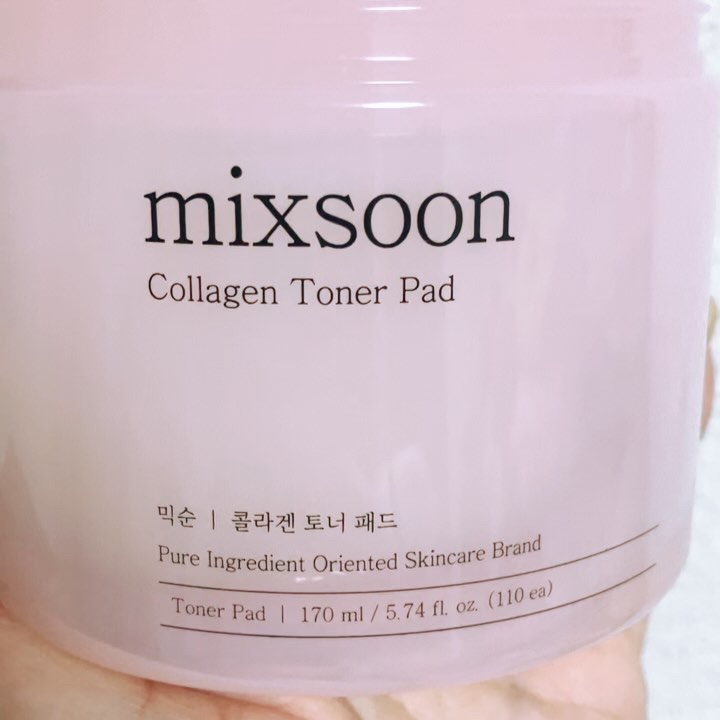 mixsoon
Collagen Toner Pad
믹순 | 콜라겐 토너 패드
Pure Ingredient Oriented Skincare Brand
Toner Pad | 170 ml / 5.74 fl. oz. (110 ea)